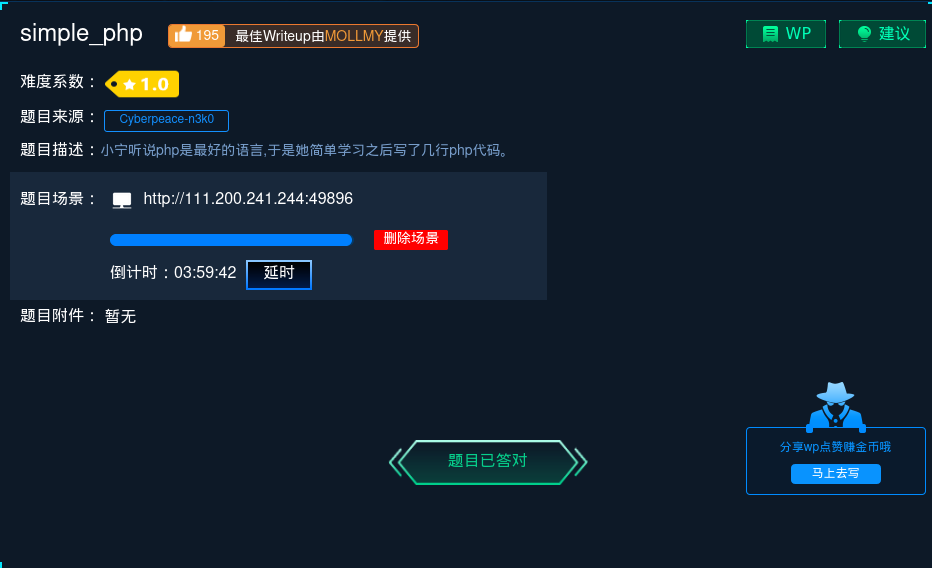 simple_php 195 最佳Writeup由MOLLMY提供 WP 建议
难度系数： 1.0
题目来源： Cyberpeace-n3k0
题目描述：小宁听说php是最好的语言,于是她简单学习之后写了几行php代码。
题目场景： http://111.200.241.244:49896
删除场景
倒计时：03:59:42 延时
题目附件： 暂无
题目已答对
分享wp点赞赚金币哦
马上去写